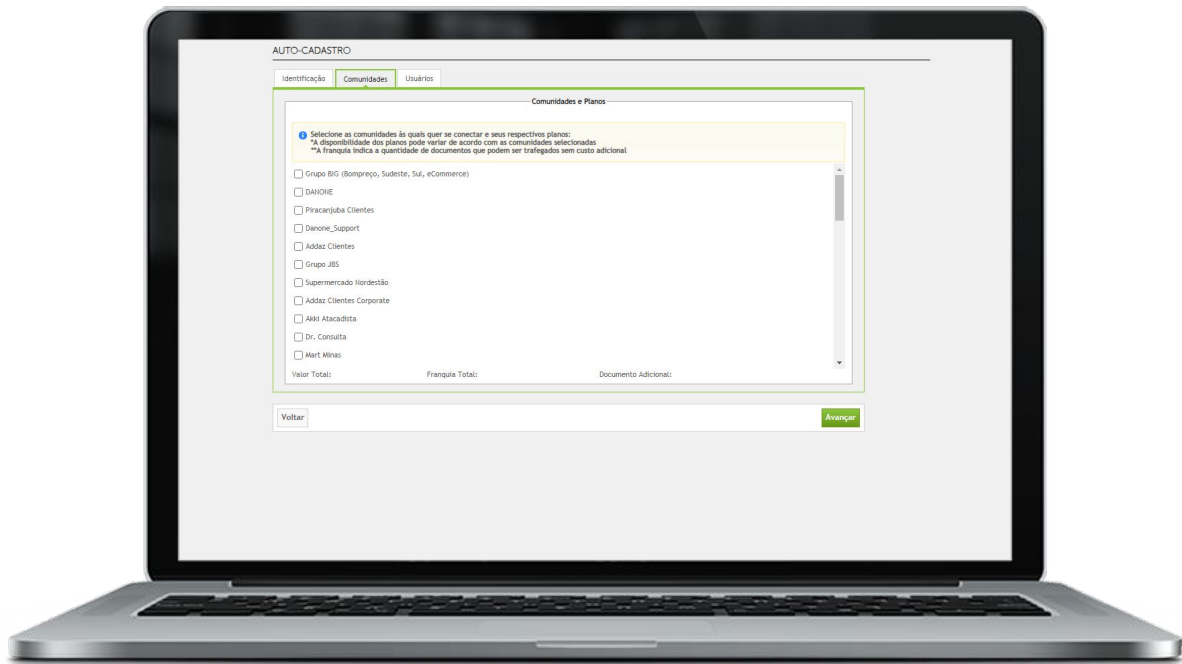 AUTO-CADASTRO
Identificação Comunidades Usuários
Comunidades e Planos
Selecione as comunidades às quais quer se conectar e seus respectivos planos:
*A disponibilidade dos planos pode variar de acordo com as comunidades selecionadas
**A franquia indica a quantidade de documentos que podem ser trafegados sem custo adicional
Grupo BIG (Bompreço, Sudeste, Sul, eCommerce)
DANONE
Piracanjuba Clientes
Danone_Support
Addaz Clientes
Grupo JBS
Supermercado Nordestão
Addaz Clientes Corporate
Akki Atacadista
Dr. Consulta
Mart Minas
Valor Total: Franquia Total: Documento Adicional:
Voltar Avançar